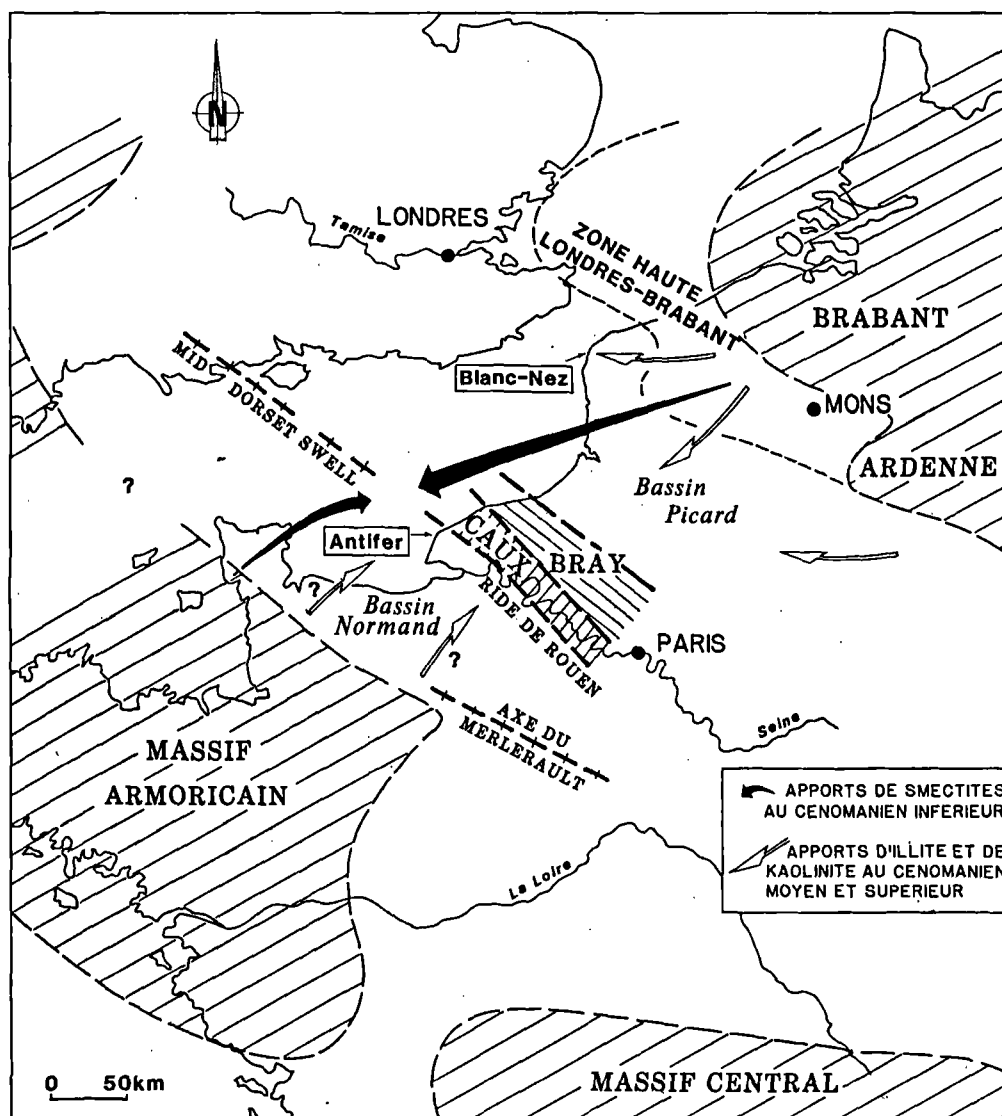 N
LONDRES
Tamise
ZONE HAUTE
LONDRES-BRABANT
BRABANT
MID-DORSET SWELL
Blanc-Nez
MONS
ARDENNE
?
Bassin
Picard
Antifer
CAUX
BRAY
?
Bassin
Normand
RIDE DE ROUEN
PARIS
?
AXE DU
MERLERAULT
Seine
MASSIF
ARMORICAIN
APPORTS DE SMECTITES
AU CENOMANIEN INFERIEUR
APPORTS D'ILLITE ET DE
KAOLINITE AU CENOMANIEN
MOYEN ET SUPERIEUR
La Loire
0 50km
MASSIF CENTRAL